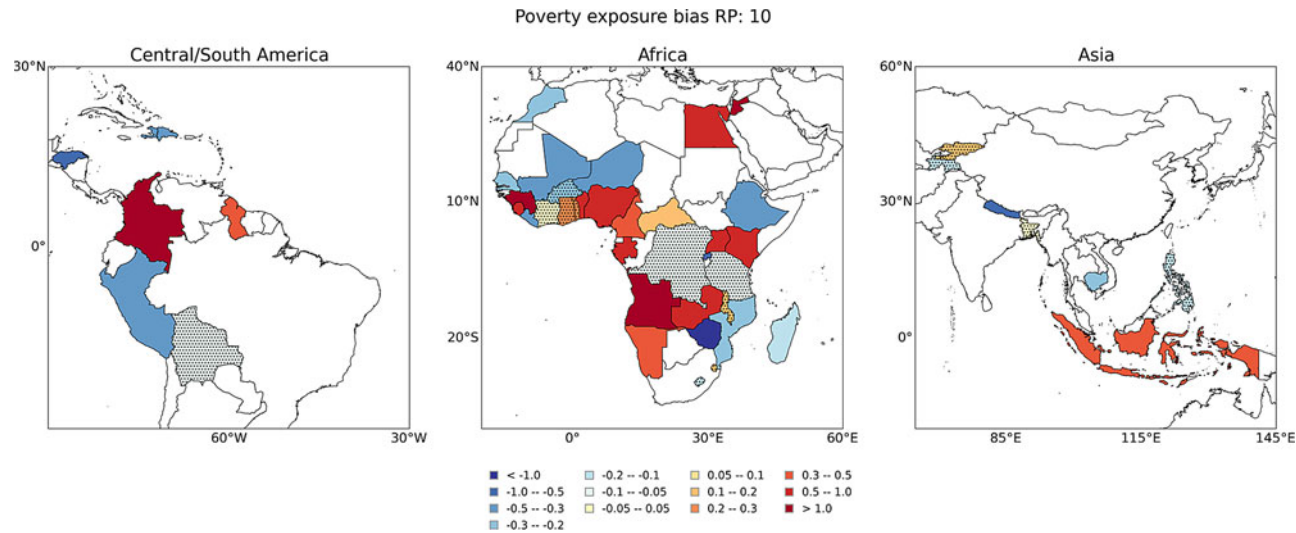 Poverty exposure bias RP: 10
Central/South America
Africa
Asia
30°N
0°
60°W
30°W
40°N
10°N
20°S
0°
30°E
60°E
60°N
30°N
0°
85°E
115°E
145°E
< -1.0
-1.0 -- -0.5
-0.5 -- -0.3
-0.3 -- -0.2
-0.2 -- -0.1
-0.1 -- -0.05
-0.05 -- 0.05
0.05 -- 0.1
0.1 -- 0.2
0.2 -- 0.3
0.3 -- 0.5
0.5 -- 1.0
> 1.0